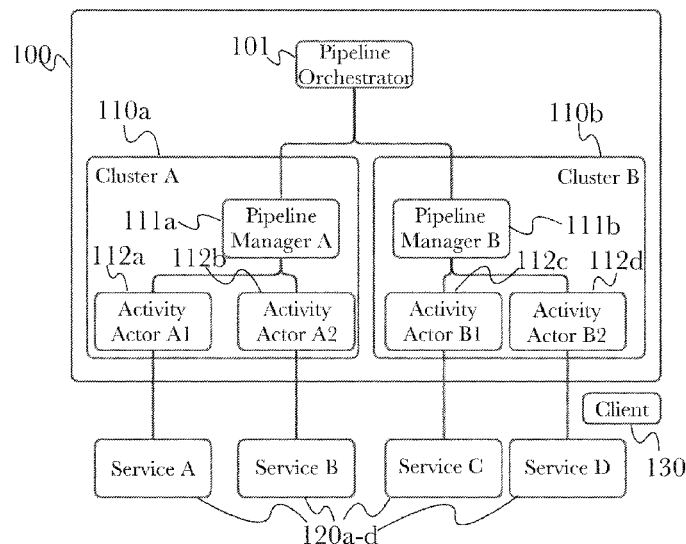 100
101
Pipeline
Orchestrator
110a
110b
Cluster A
Cluster B
111a
Pipeline
Manager A
Pipeline
Manager B
111b
112a
112b
112c
112d
Activity
Actor A1
Activity
Actor A2
Activity
Actor B1
Activity
Actor B2
Client
130
Service A
Service B
Service C
Service D
120a-d